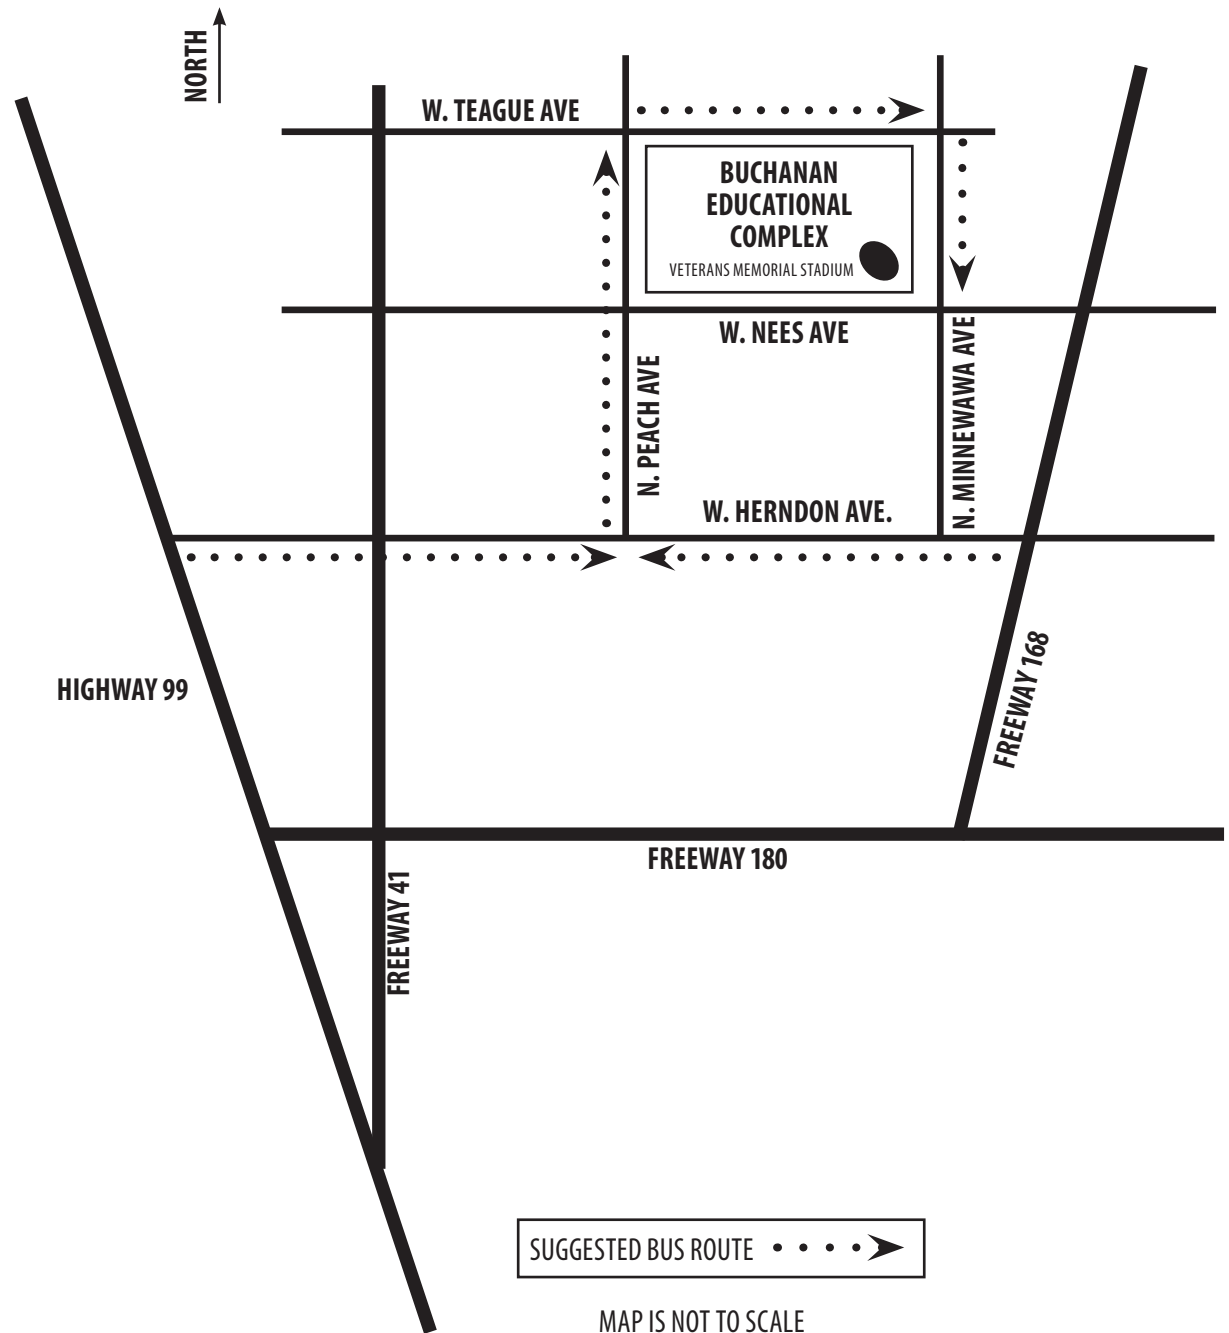 NORTH
W. TEAGUE AVE
BUCHANAN
EDUCATIONAL
COMPLEX
VETERANS MEMORIAL STADIUM
W. NEES AVE
N. PEACH AVE
N. MINNEWAWA AVE
W. HERNDON AVE.
HIGHWAY 99
FREEWAY 168
FREEWAY 180
FREEWAY 41
SUGGESTED BUS ROUTE
MAP IS NOT TO SCALE